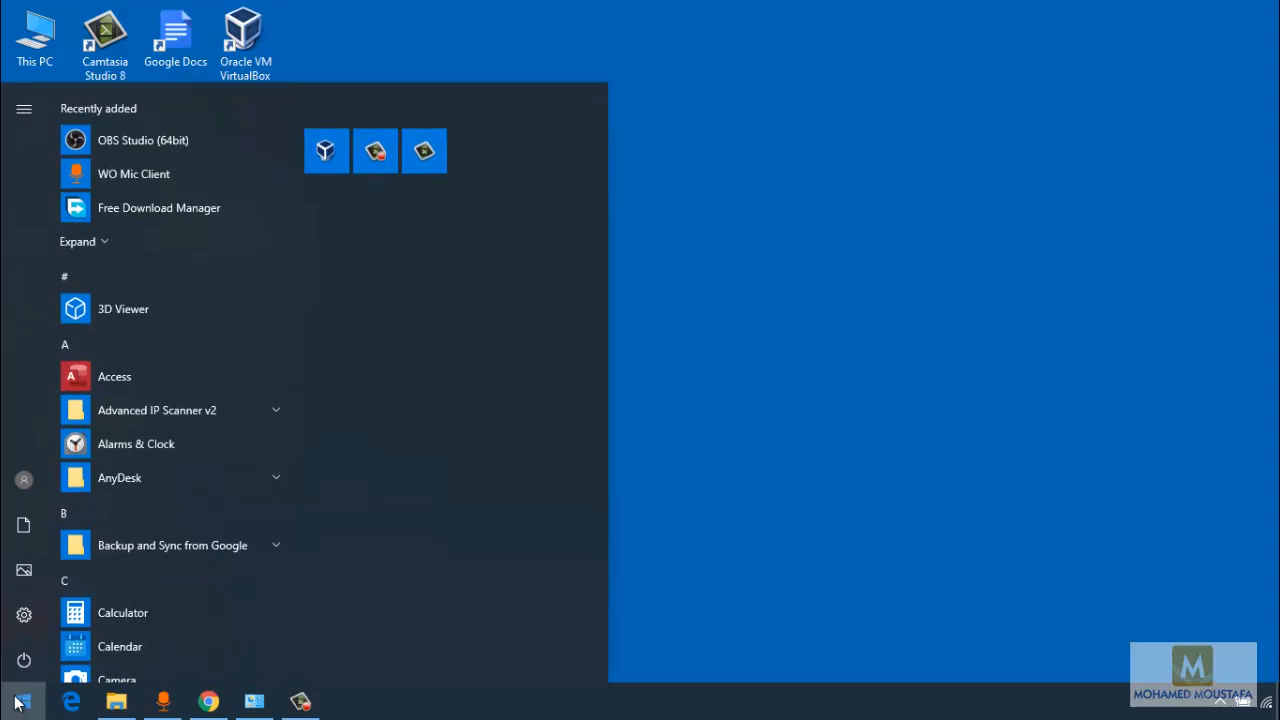 This PC
Camtasia Studio 8
Google Docs
Oracle VM VirtualBox
Recently added
OBS Studio (64bit)
WO Mic Client
Free Download Manager
Expand
#
3D Viewer
A
Access
Advanced IP Scanner v2
Alarms & Clock
AnyDesk
B
Backup and Sync from Google
C
Calculator
Calendar
Camera
M
MOHAMED MOUSTAFA